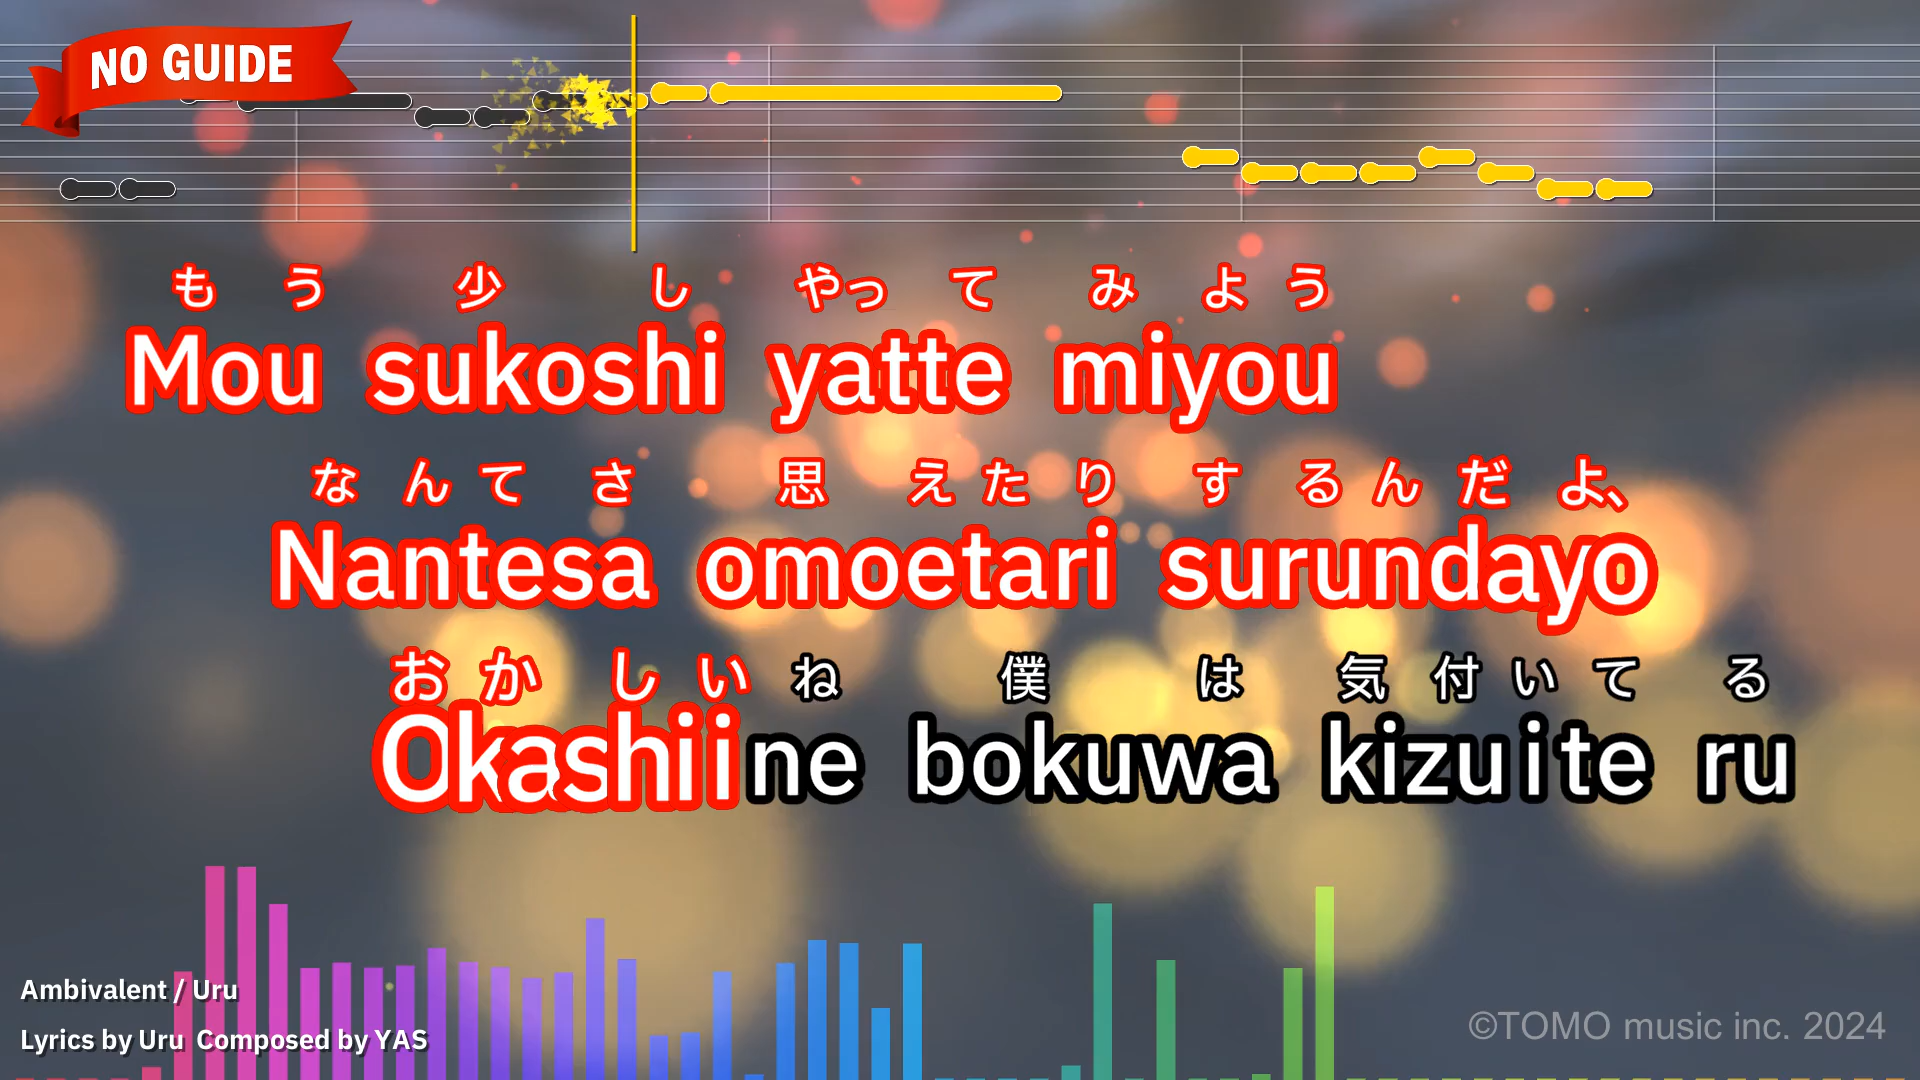 NO GUIDE
もう少しやってみよう
Mou sukoshi yatte miyou
なんてさ思えたりするんだよ、
Nantesa omoetari surundayo
おかしいね僕は気付いてる
Okashiine bokuwa kizuite ru
Ambivalent / Uru
Lyrics by Uru Composed by YAS
©TOMO music inc. 2024